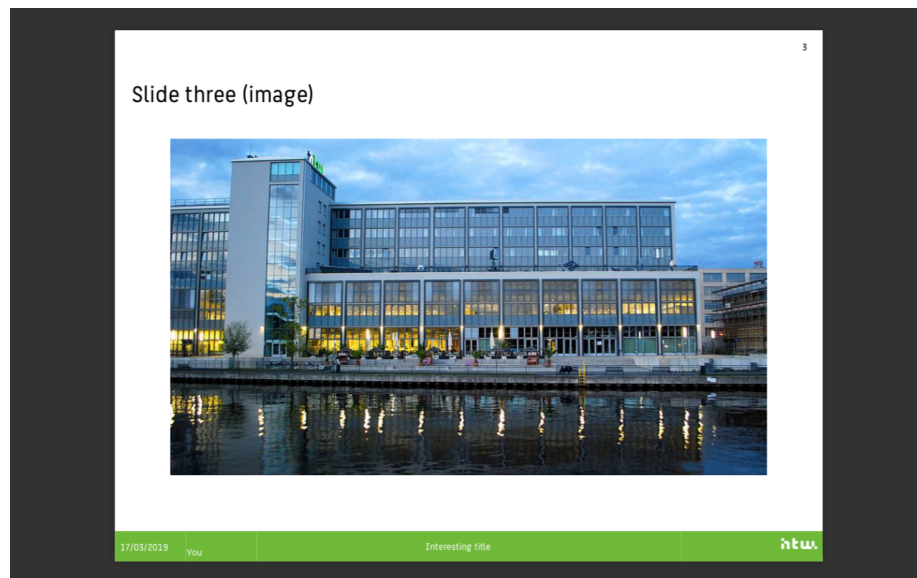 3
Slide three (image)
htw
17/03/2019
You
Interesting title
htw.